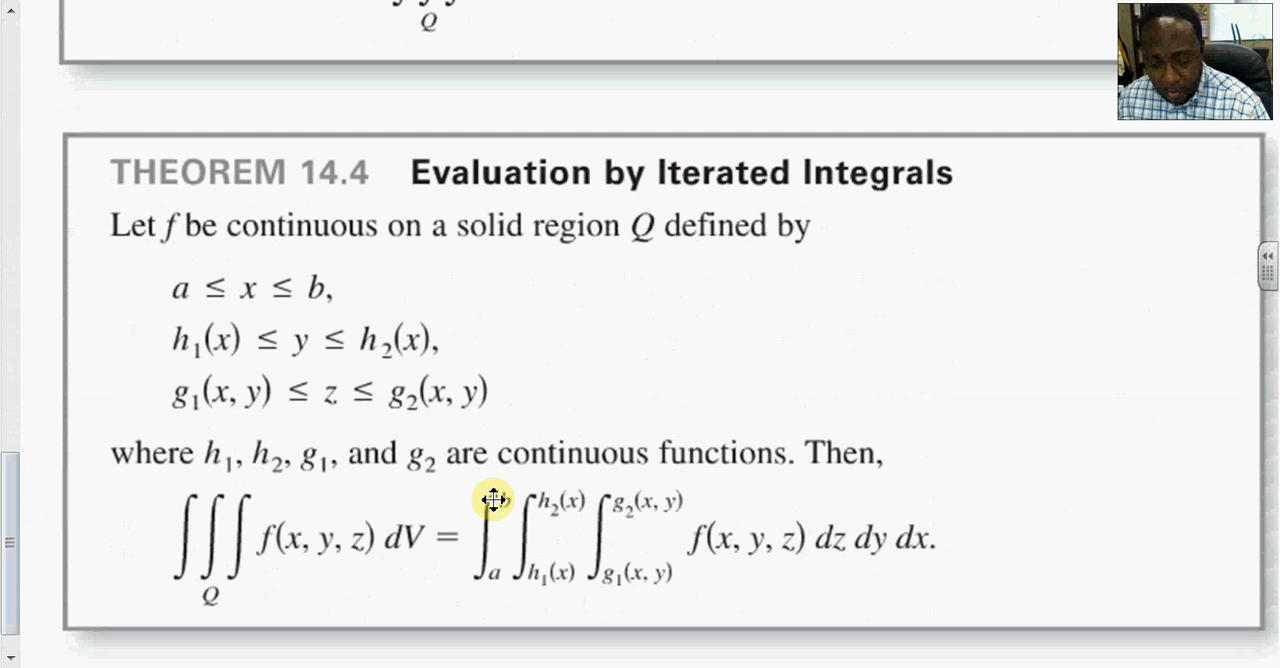 Q
THEOREM 14.4 Evaluation by Iterated Integrals
Let f be continuous on a solid region Q defined by
a ≤ x ≤ b,
h₁(x) ≤ y ≤ h₂(x),
g₁(x, y) ≤ z ≤ g₂(x, y)
where h₁, h₂, g₁, and g₂ are continuous functions. Then,
∫∫∫_Q f(x, y, z) dV = ∫_a^b ∫_{h₁(x)}^{h₂(x)} ∫_{g₁(x, y)}^{g₂(x, y)} f(x, y, z) dz dy dx.